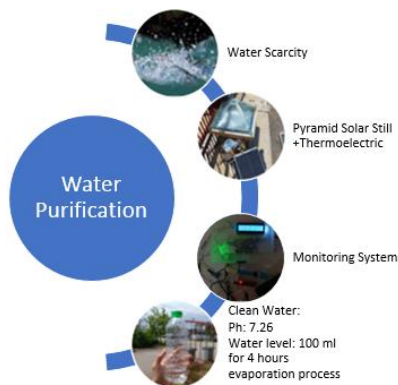 Water Scarcity
Pyramid Solar Still
+Thermoelectric
Water
Purification
Monitoring System
Clean Water:
Ph: 7.26
Water level: 100 ml
for 4 hours
evaporation process